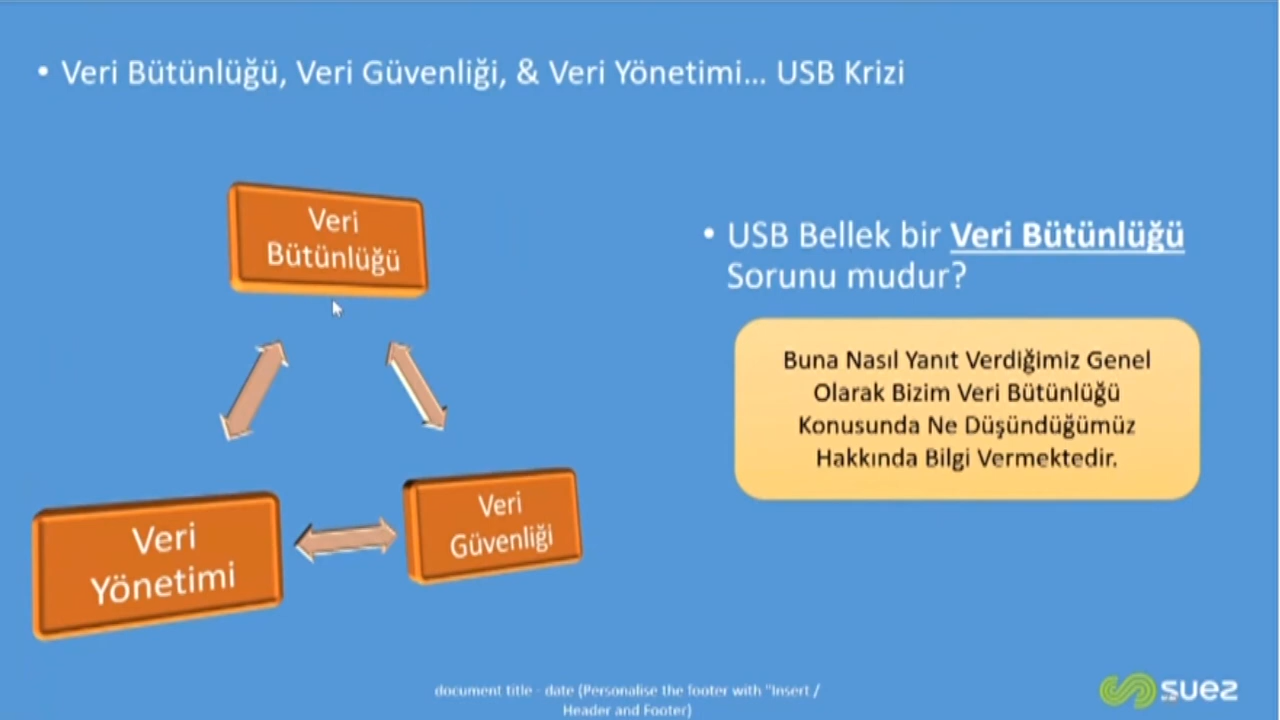 • Veri Bütünlüğü, Veri Güvenliği, & Veri Yönetimi... USB Krizi
Veri
Bütünlüğü
Veri
Yönetimi
Veri
Güvenliği
• USB Bellek bir Veri Bütünlüğü
Sorunu mudur?
Buna Nasıl Yanıt Verdiğimiz Genel
Olarak Bizim Veri Bütünlüğü
Konusunda Ne Düşündüğümüz
Hakkında Bilgi Vermektedir.
document title - date (Personalise the footer with "Insert /
Header and Footer)
suez